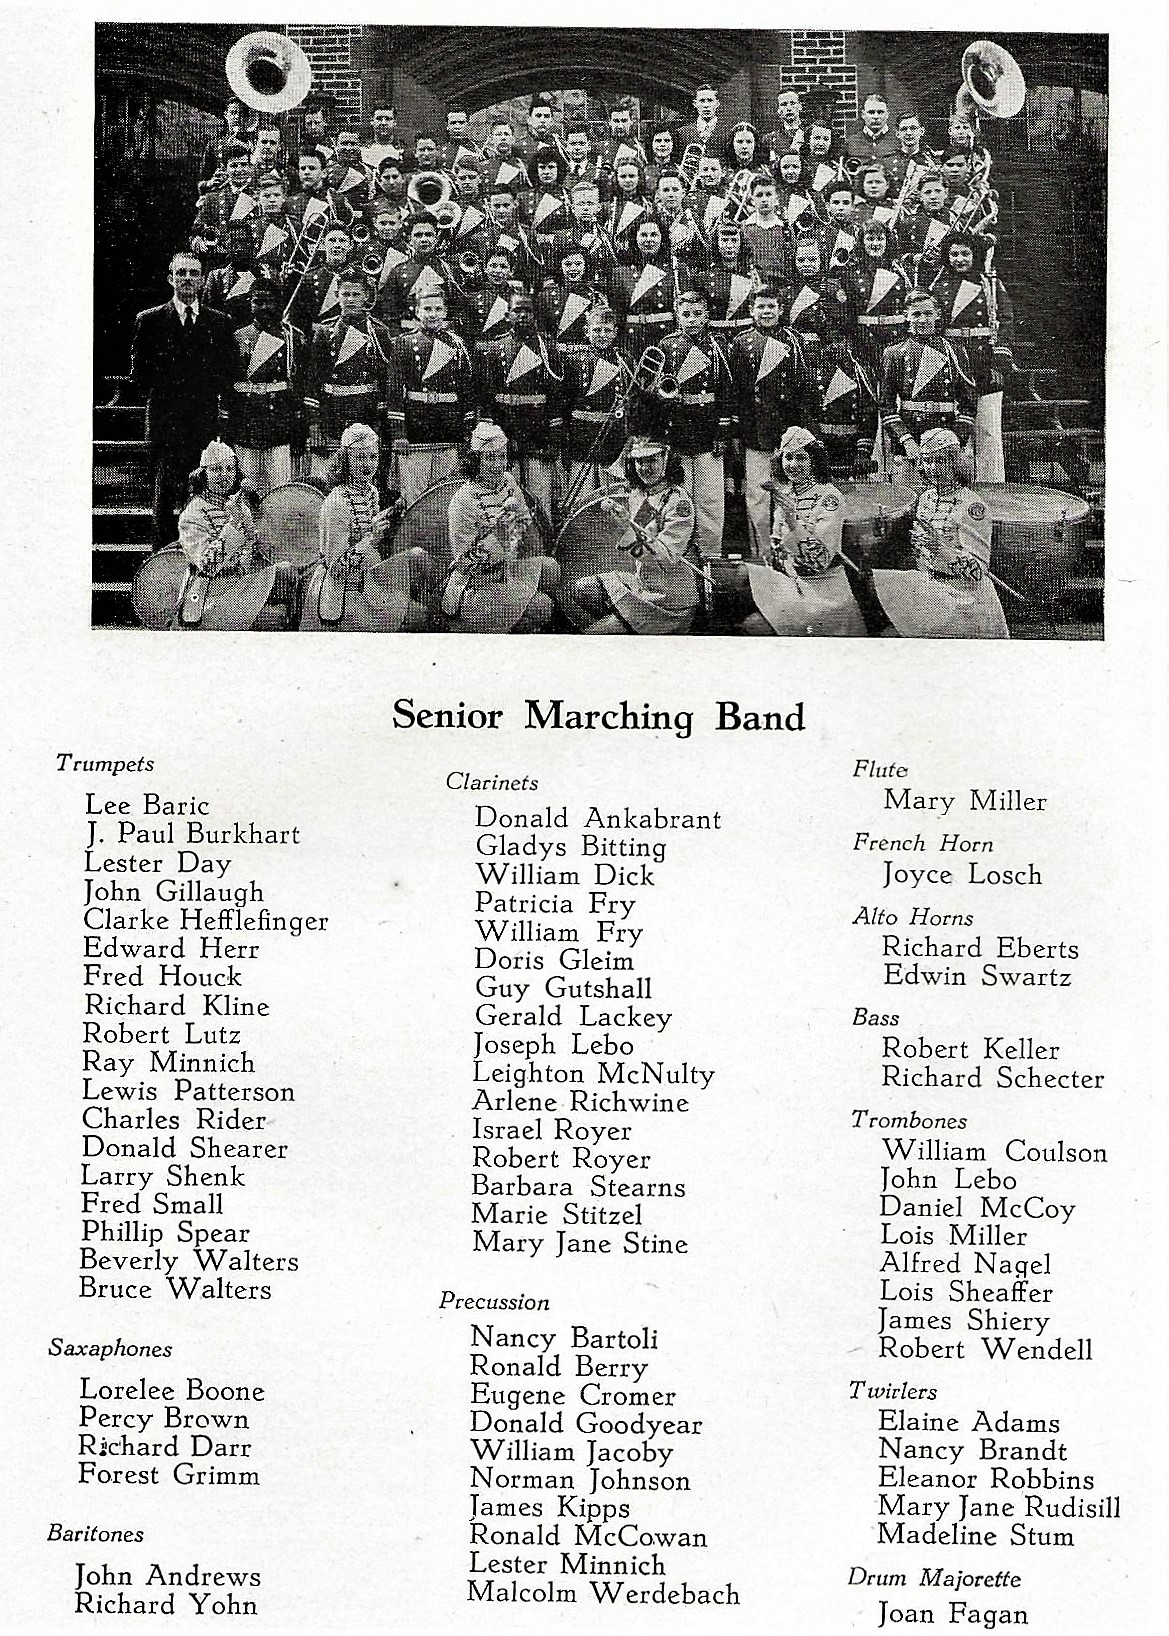 Senior Marching Band
Trumpets
Lee Baric
J. Paul Burkhart
Lester Day
John Gillaugh
Clarke Hefflefinger
Edward Herr
Fred Houck
Richard Kline
Robert Lutz
Ray Minnich
Lewis Patterson
Charles Rider
Donald Shearer
Larry Shenk
Fred Small
Phillip Spear
Beverly Walters
Bruce Walters
Saxaphones
Lorelee Boone
Percy Brown
Richard Darr
Forest Grimm
Baritones
John Andrews
Richard Yohn
Clarinets
Donald Ankabrant
Gladys Bitting
William Dick
Patricia Fry
William Fry
Doris Gleim
Guy Gutshall
Gerald Lackey
Joseph Lebo
Leighton McNulty
Arlene Richwine
Israel Royer
Robert Royer
Barbara Stearns
Marie Stitzel
Mary Jane Stine
Precussion
Nancy Bartoli
Ronald Berry
Eugene Cromer
Donald Goodyear
William Jacoby
Norman Johnson
James Kipps
Ronald McCowan
Lester Minnich
Malcolm Werdebach
Flute
Mary Miller
French Horn
Joyce Losch
Alto Horns
Richard Eberts
Edwin Swartz
Bass
Robert Keller
Richard Schecter
Trombones
William Coulson
John Lebo
Daniel McCoy
Lois Miller
Alfred Nagel
Lois Sheaffer
James Shiery
Robert Wendell
Twirlers
Elaine Adams
Nancy Brandt
Eleanor Robbins
Mary Jane Rudisill
Madeline Stum
Drum Majorette
Joan Fagan